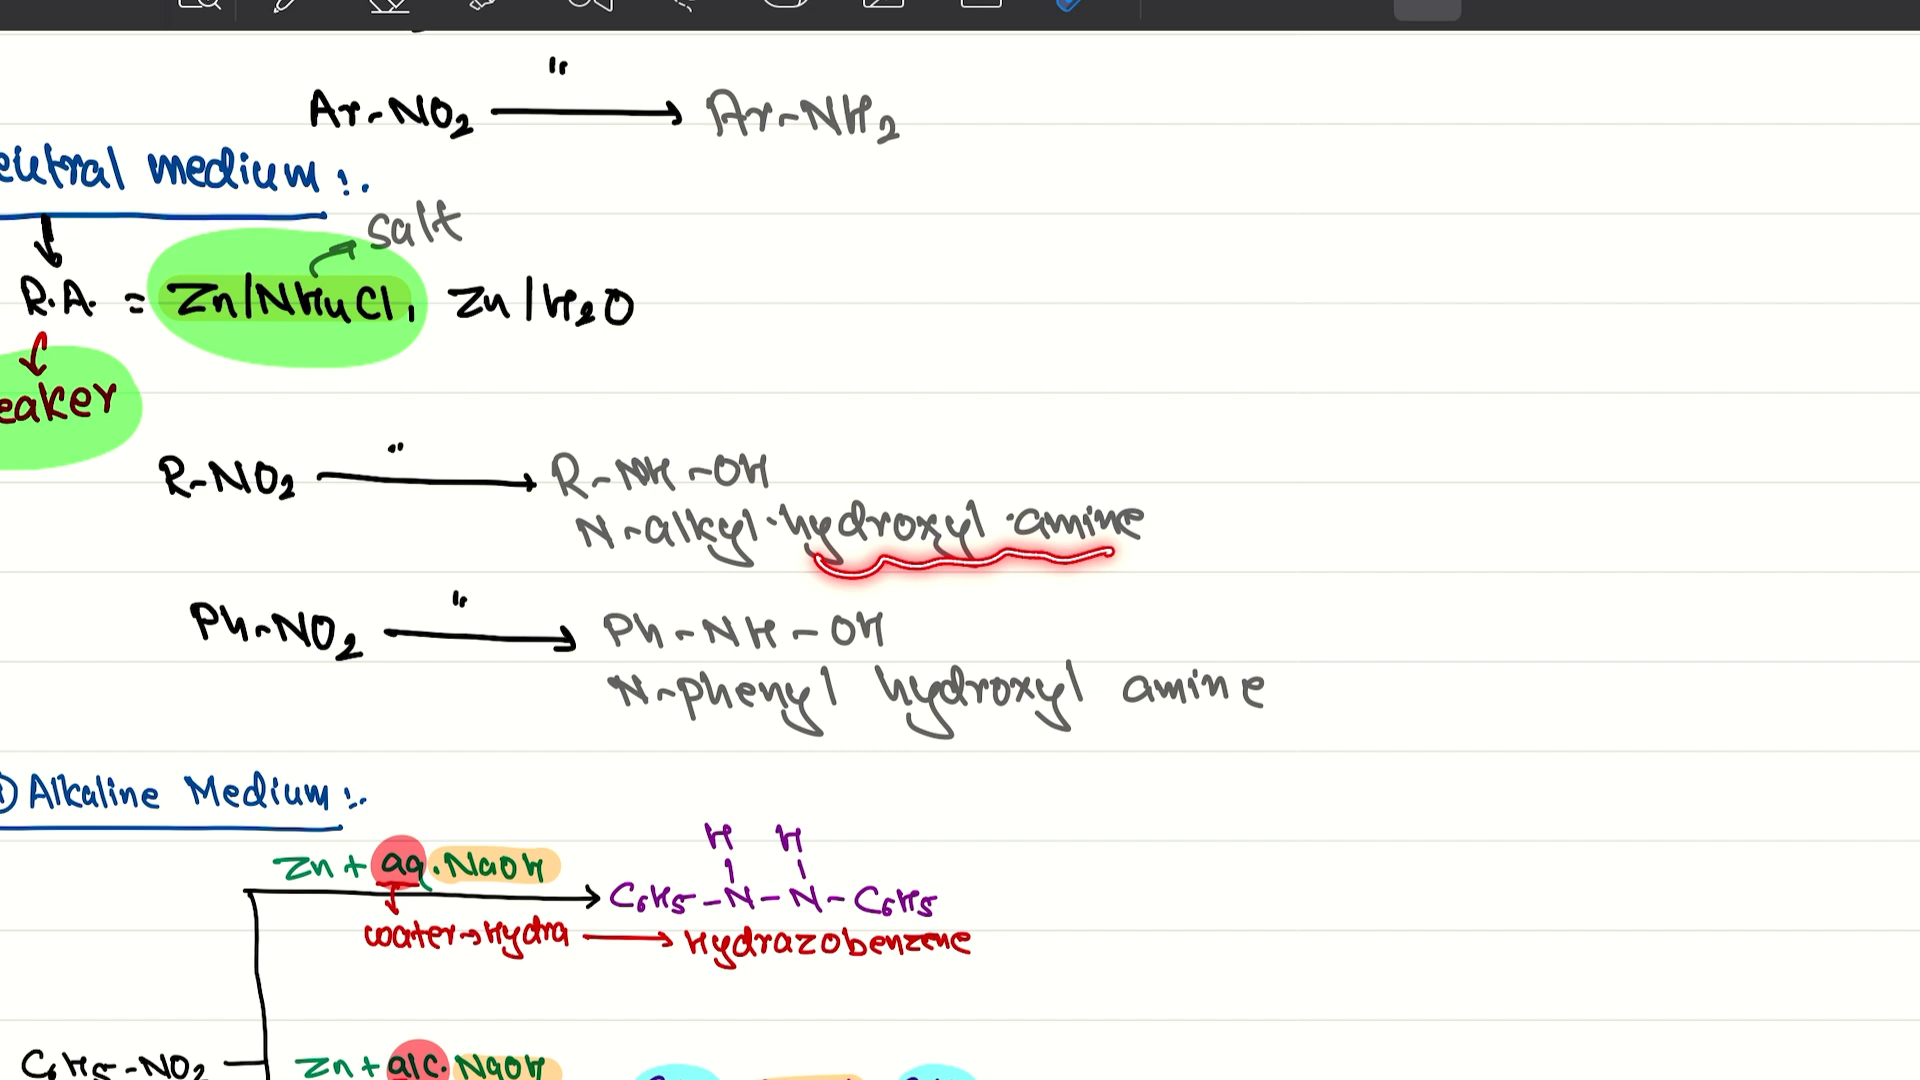 "
Ar-NO2 ⟶ Ar-NH2
eutral medium :.
salt
R.A. = Zn/NH4Cl, Zn/H2O
eaker
"
R-NO2 ⟶ R-NH-OH
N-alkyl.hydroxyl.amine
"
Ph-NO2 ⟶ Ph-NH-OH
N-phenyl hydroxyl amine
Alkaline Medium :.
H H
Zn + aq. NaOH
C6H5-N-N-C6H5
water→Hydra ⟶ Hydrazobenzene
C6H5-NO2
Zn + alc. NaOH